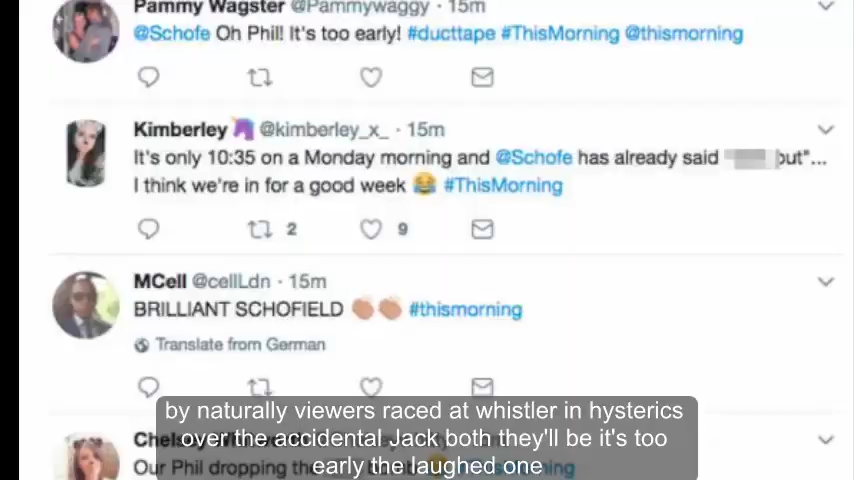 Pammy Wagster @Pammywaggy · 15m
@Schofe Oh Phil! It's too early! #ducttape #ThisMorning @thismorning
Kimberley @kimberley_x_ · 15m
It's only 10:35 on a Monday morning and @Schofe has already said out"...
I think we're in for a good week #ThisMorning
2 9
MCell @cellLdn · 15m
BRILLIANT SCHOFIELD #thismorning
Translate from German
by naturally viewers raced at whistler in hysterics
over the accidental Jack both they'll be it's too
early the laughed one
Our Phil dropping the